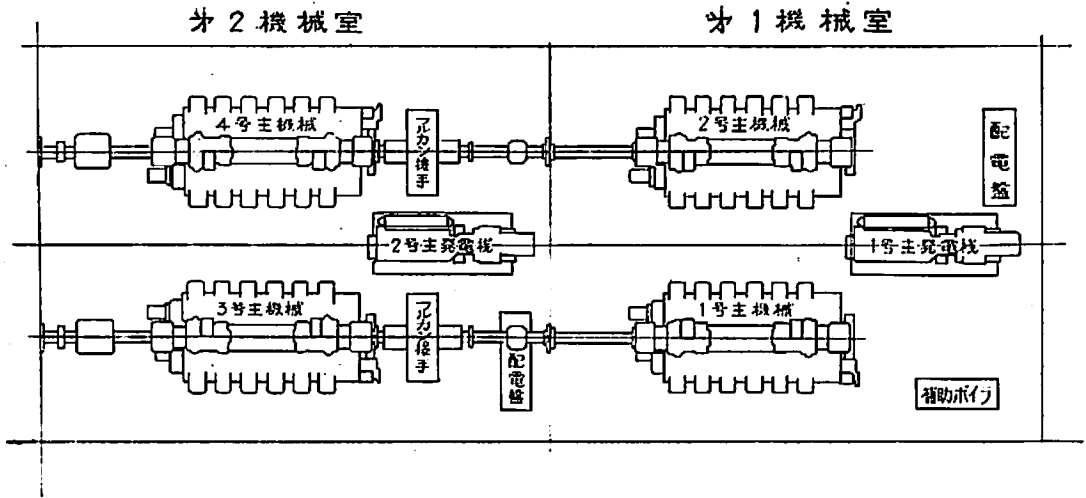 第2機械室
第1機械室
4号主機械
フルカン接手
2号主機械
配電盤
2号主発電機
1号主発電機
3号主機械
フルカン接手
配電盤
1号主機械
補助ボイラ